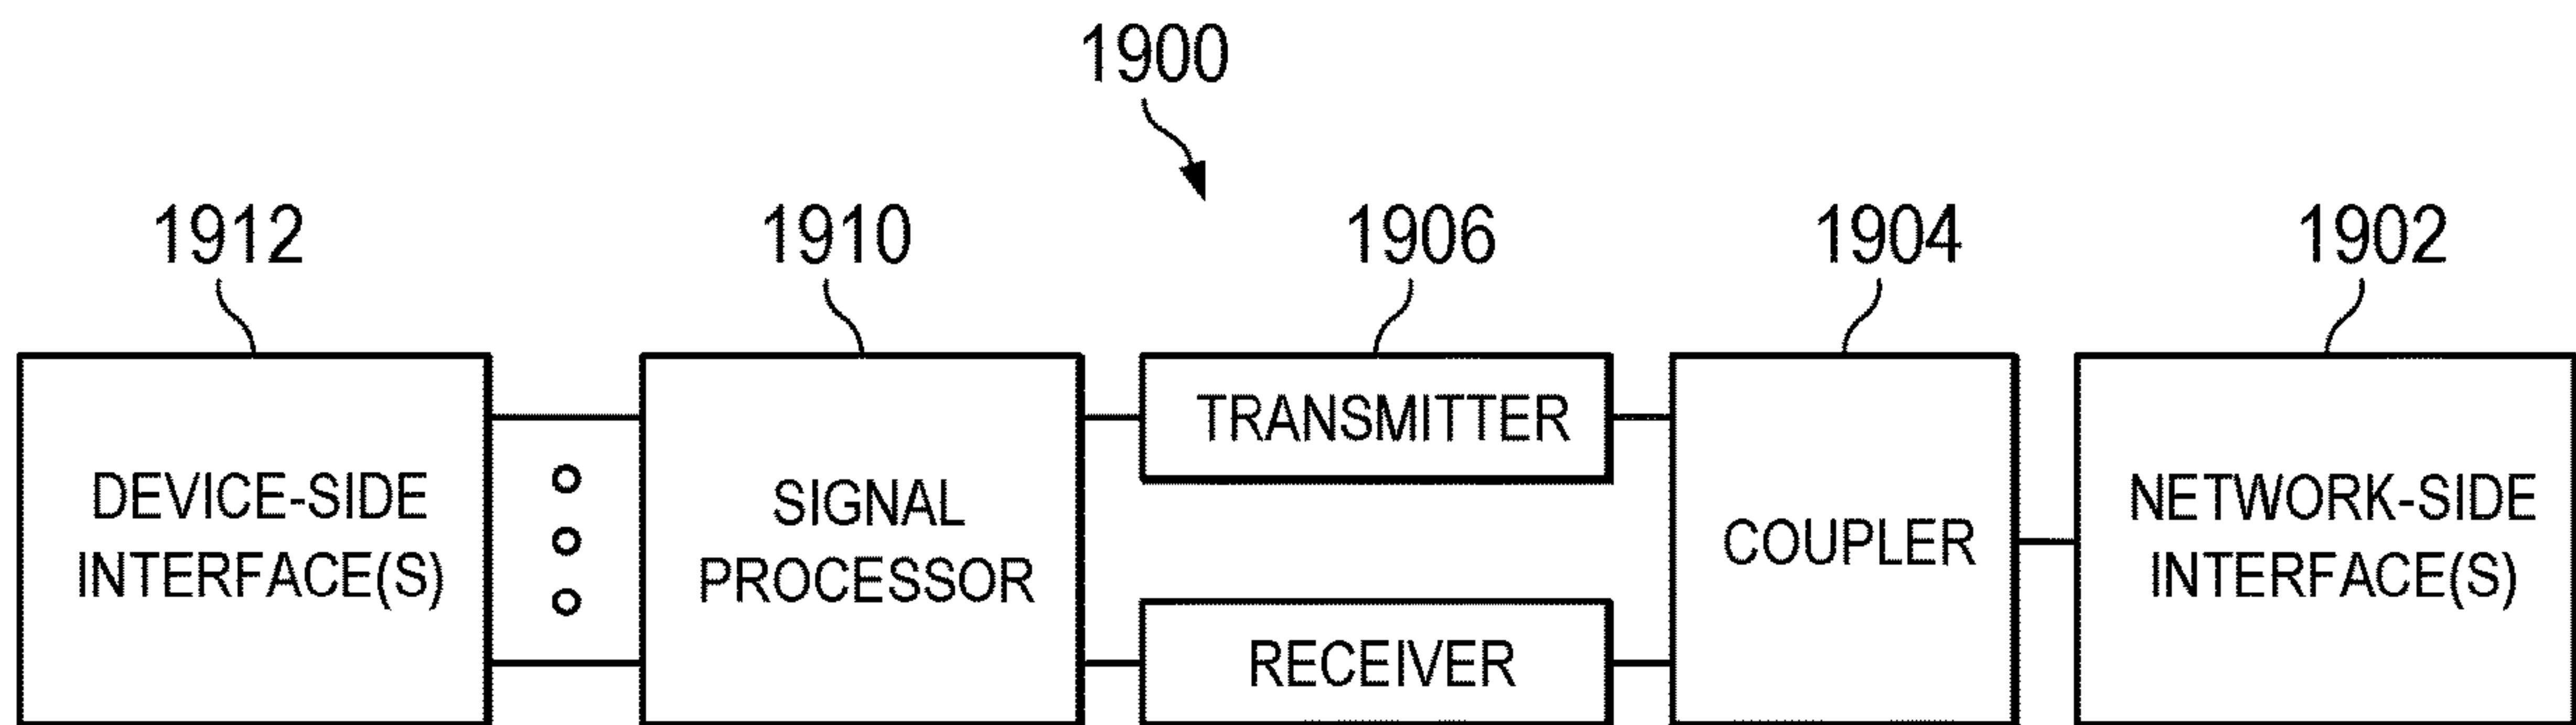 1900
1912
1910
1906
1904
1902
DEVICE-SIDE
INTERFACE(S)
SIGNAL
PROCESSOR
TRANSMITTER
RECEIVER
COUPLER
NETWORK-SIDE
INTERFACE(S)